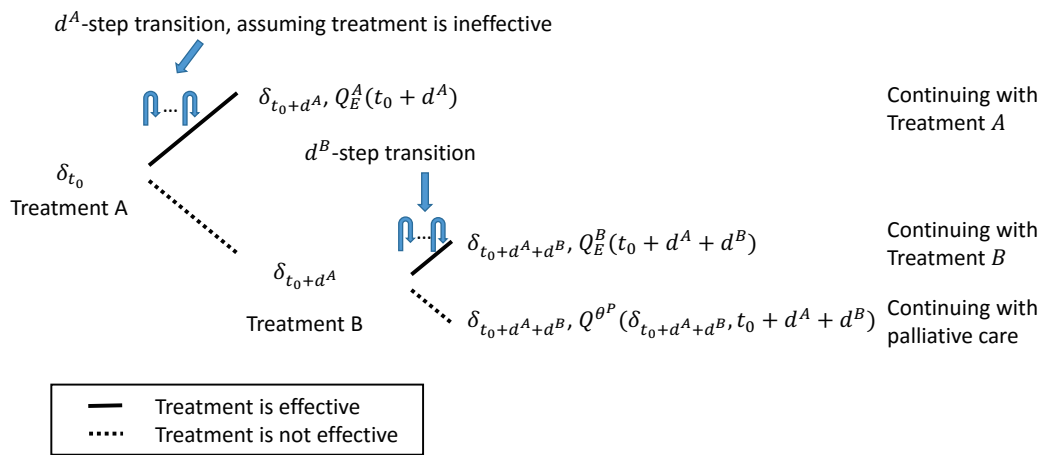 d^A-step transition, assuming treatment is ineffective
...
δ_{t_0+d^A}, Q_E^A(t_0 + d^A)
Continuing with
Treatment A
d^B-step transition
δ_{t_0}
Treatment A
...
δ_{t_0+d^A+d^B}, Q_E^B(t_0 + d^A + d^B)
Continuing with
Treatment B
δ_{t_0+d^A}
Treatment B
δ_{t_0+d^A+d^B}, Q^{θ^P}(δ_{t_0+d^A+d^B}, t_0 + d^A + d^B)
Continuing with
palliative care
Treatment is effective
Treatment is not effective